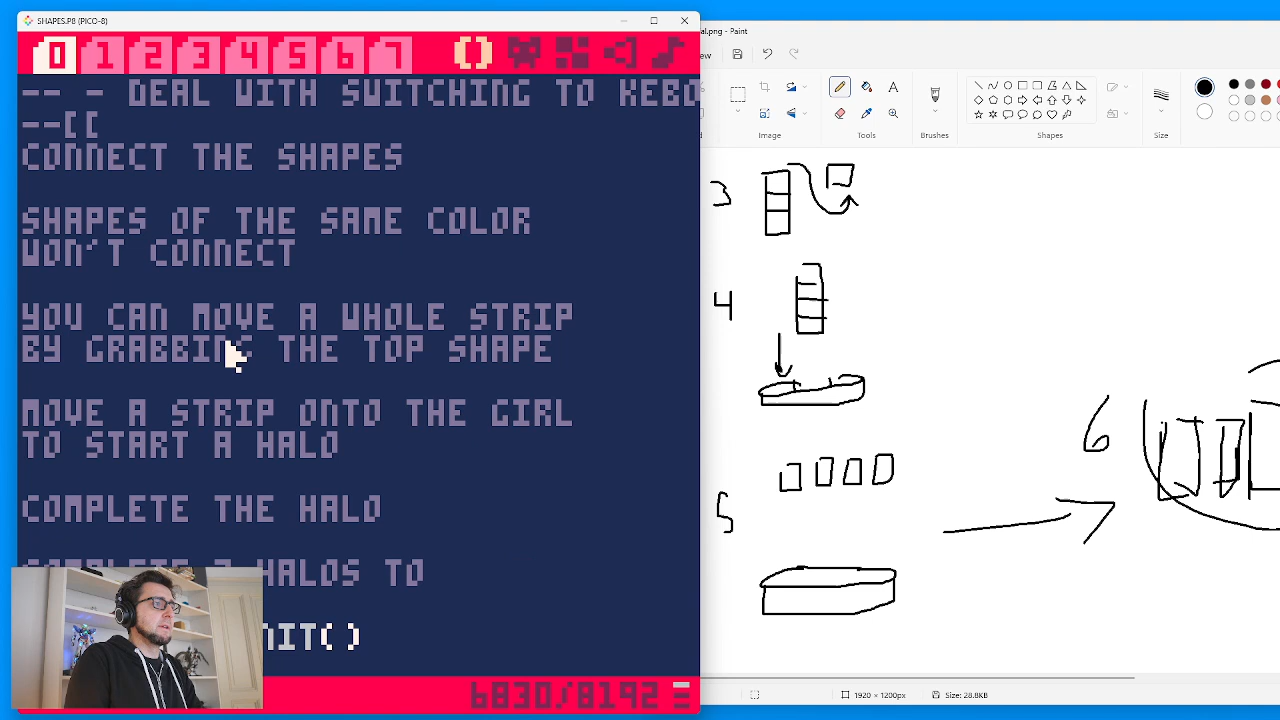 SHAPES.P8 (PICO-8)
al.png - Paint
ew
0 1 2 3 4 5 6 7
Image
Tools
Brushes
Shapes
Size
-- - DEAL WITH SWITCHING TO KEBO
--[[
CONNECT THE SHAPES
SHAPES OF THE SAME COLOR
WON'T CONNECT
YOU CAN MOVE A WHOLE STRIP
BY GRABBING THE TOP SHAPE
MOVE A STRIP ONTO THE GIRL
TO START A HALO
COMPLETE THE HALO
HALOS TO
NIT()
6830/8192
3
4
5
6
1920 × 1200px
Size: 28.8KB